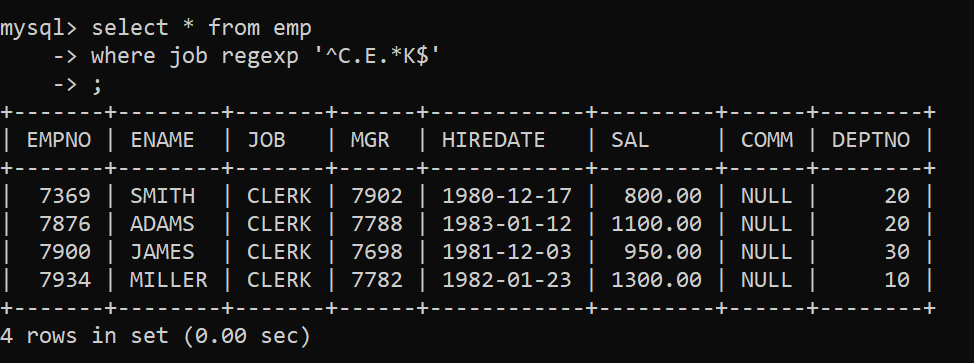 mysql> select * from emp
    -> where job regexp '^C.E.*K$'
    -> ;
+-------+--------+-------+------+------------+---------+------+--------+
| EMPNO | ENAME  | JOB   | MGR  | HIREDATE   | SAL     | COMM | DEPTNO |
+-------+--------+-------+------+------------+---------+------+--------+
|  7369 | SMITH  | CLERK | 7902 | 1980-12-17 |  800.00 | NULL |     20 |
|  7876 | ADAMS  | CLERK | 7788 | 1983-01-12 | 1100.00 | NULL |     20 |
|  7900 | JAMES  | CLERK | 7698 | 1981-12-03 |  950.00 | NULL |     30 |
|  7934 | MILLER | CLERK | 7782 | 1982-01-23 | 1300.00 | NULL |     10 |
+-------+--------+-------+------+------------+---------+------+--------+
4 rows in set (0.00 sec)